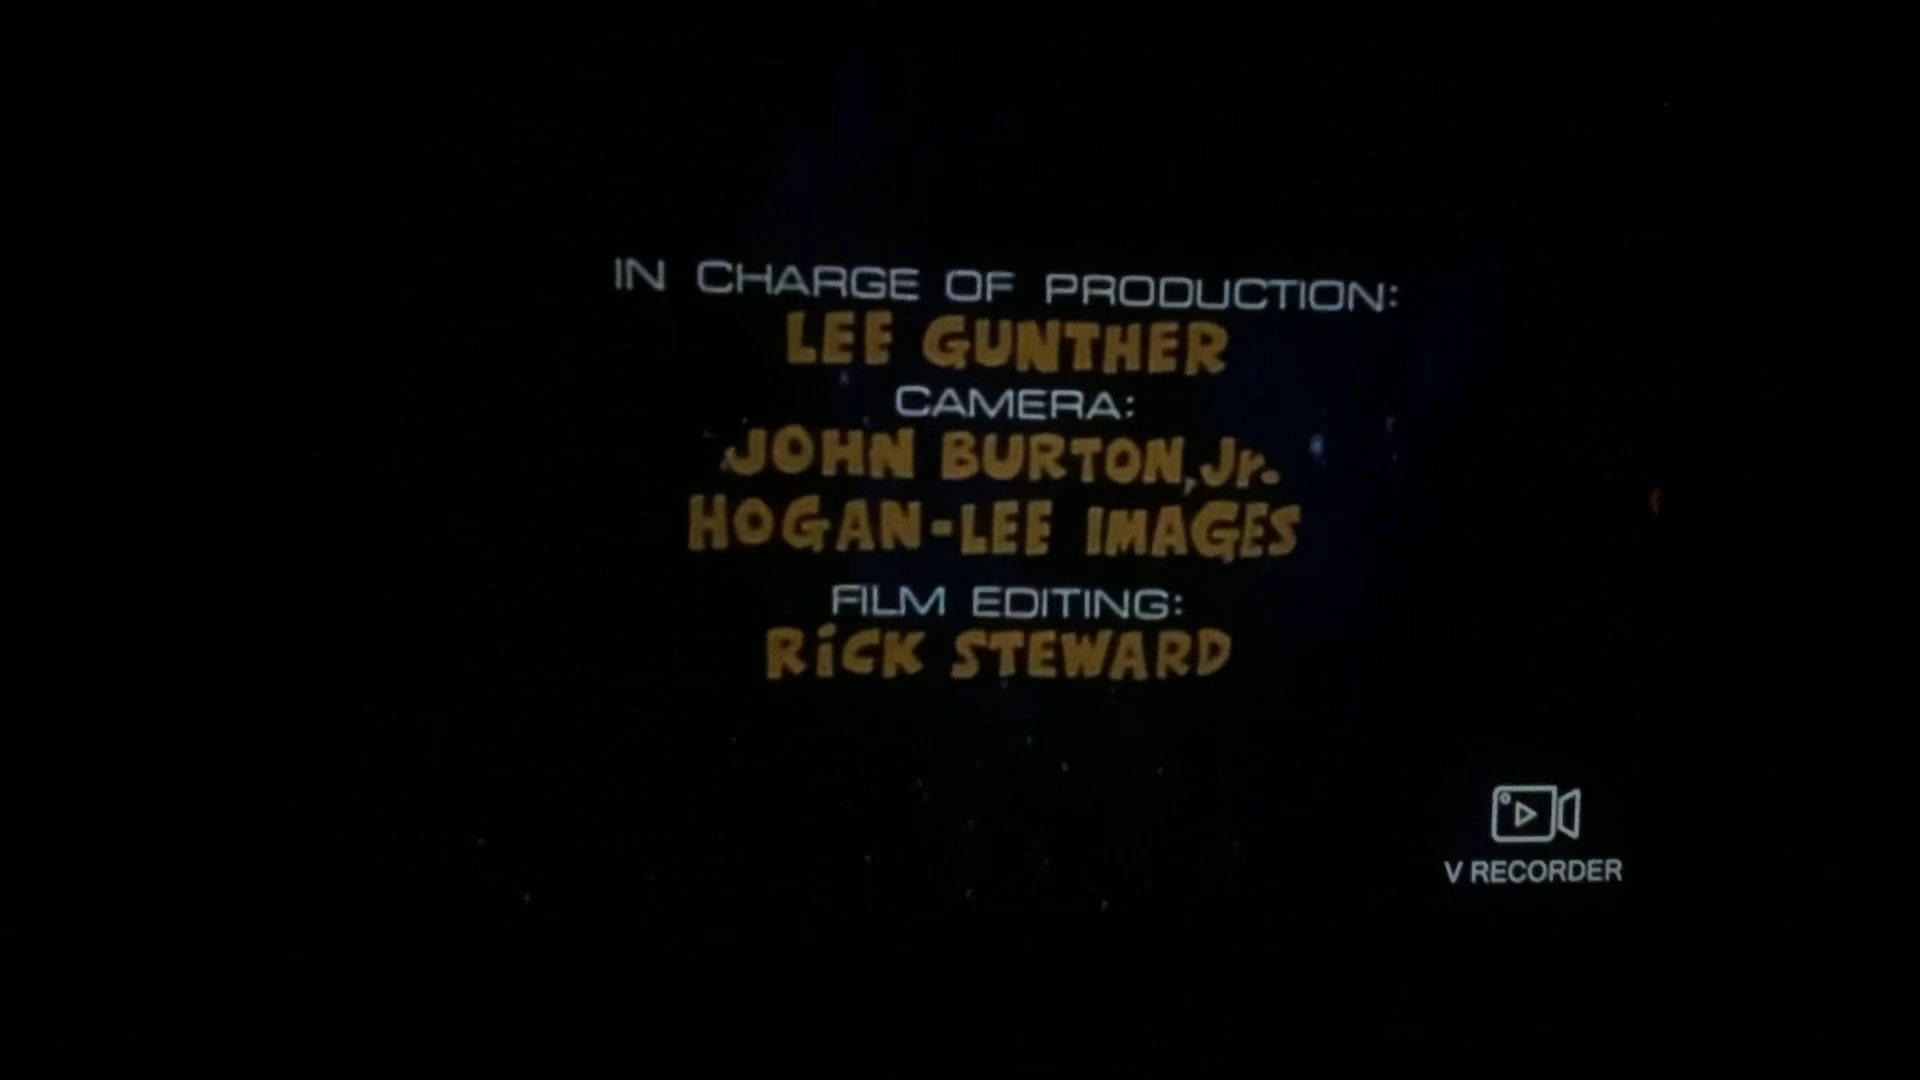 IN CHARGE OF PRODUCTION:
LEE GUNTHER
CAMERA:
JOHN BURTON, Jr.
HOGAN-LEE IMAGES
FILM EDITING:
RiCK STEWARD
V RECORDER